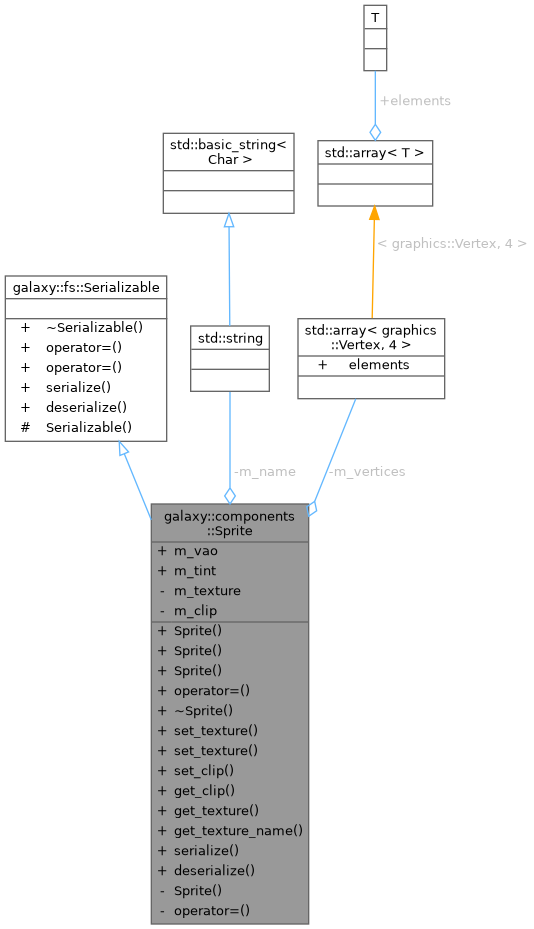 T
+elements
std::basic_string<
Char >
std::array< T >
< graphics::Vertex, 4 >
galaxy::fs::Serializable
+ ~Serializable()
+ operator=()
+ operator=()
+ serialize()
+ deserialize()
# Serializable()
std::string
std::array< graphics
::Vertex, 4 >
+ elements
-m_name
-m_vertices
galaxy::components
::Sprite
+ m_vao
+ m_tint
- m_texture
- m_clip
+ Sprite()
+ Sprite()
+ Sprite()
+ operator=()
+ ~Sprite()
+ set_texture()
+ set_texture()
+ set_clip()
+ get_clip()
+ get_texture()
+ get_texture_name()
+ serialize()
+ deserialize()
- Sprite()
- operator=()